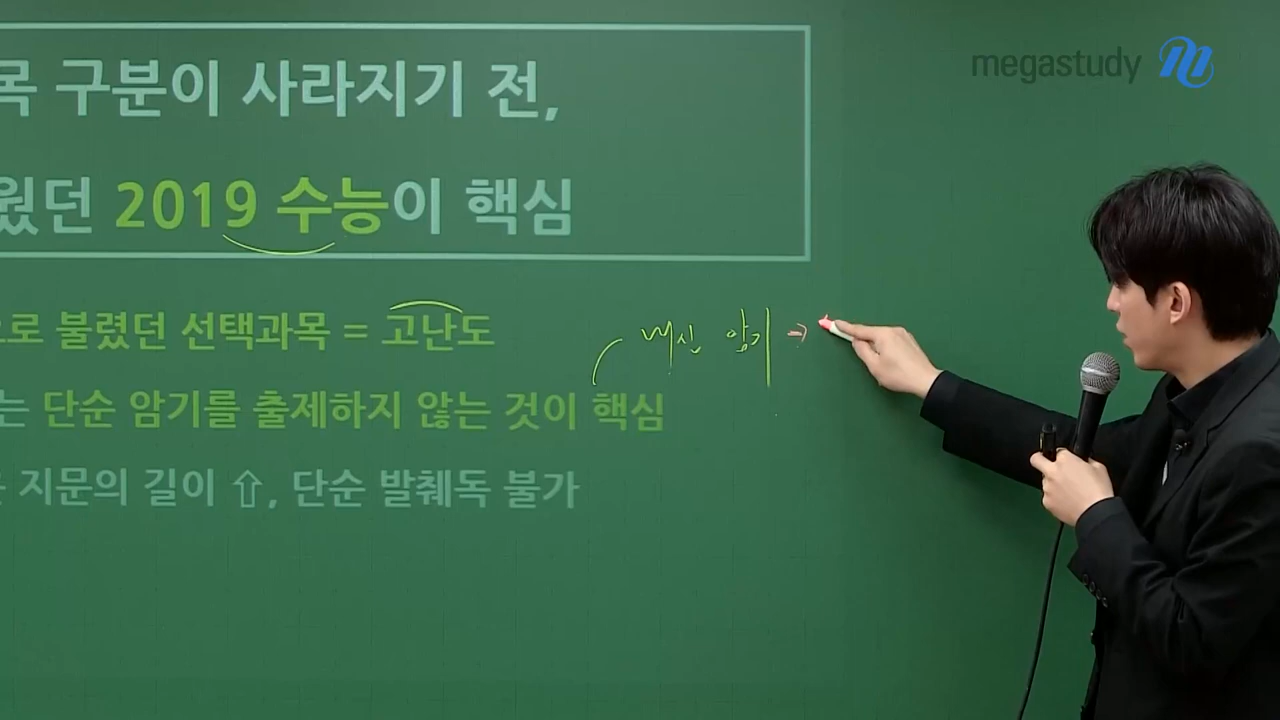 megastudy
목 구분이 사라지기 전,
웠던 2019 수능이 핵심
으로 불렸던 선택과목 = 고난도
내신 암기 →
는 단순 암기를 출제하지 않는 것이 핵심
지문의 길이 ⇧, 단순 발췌독 불가